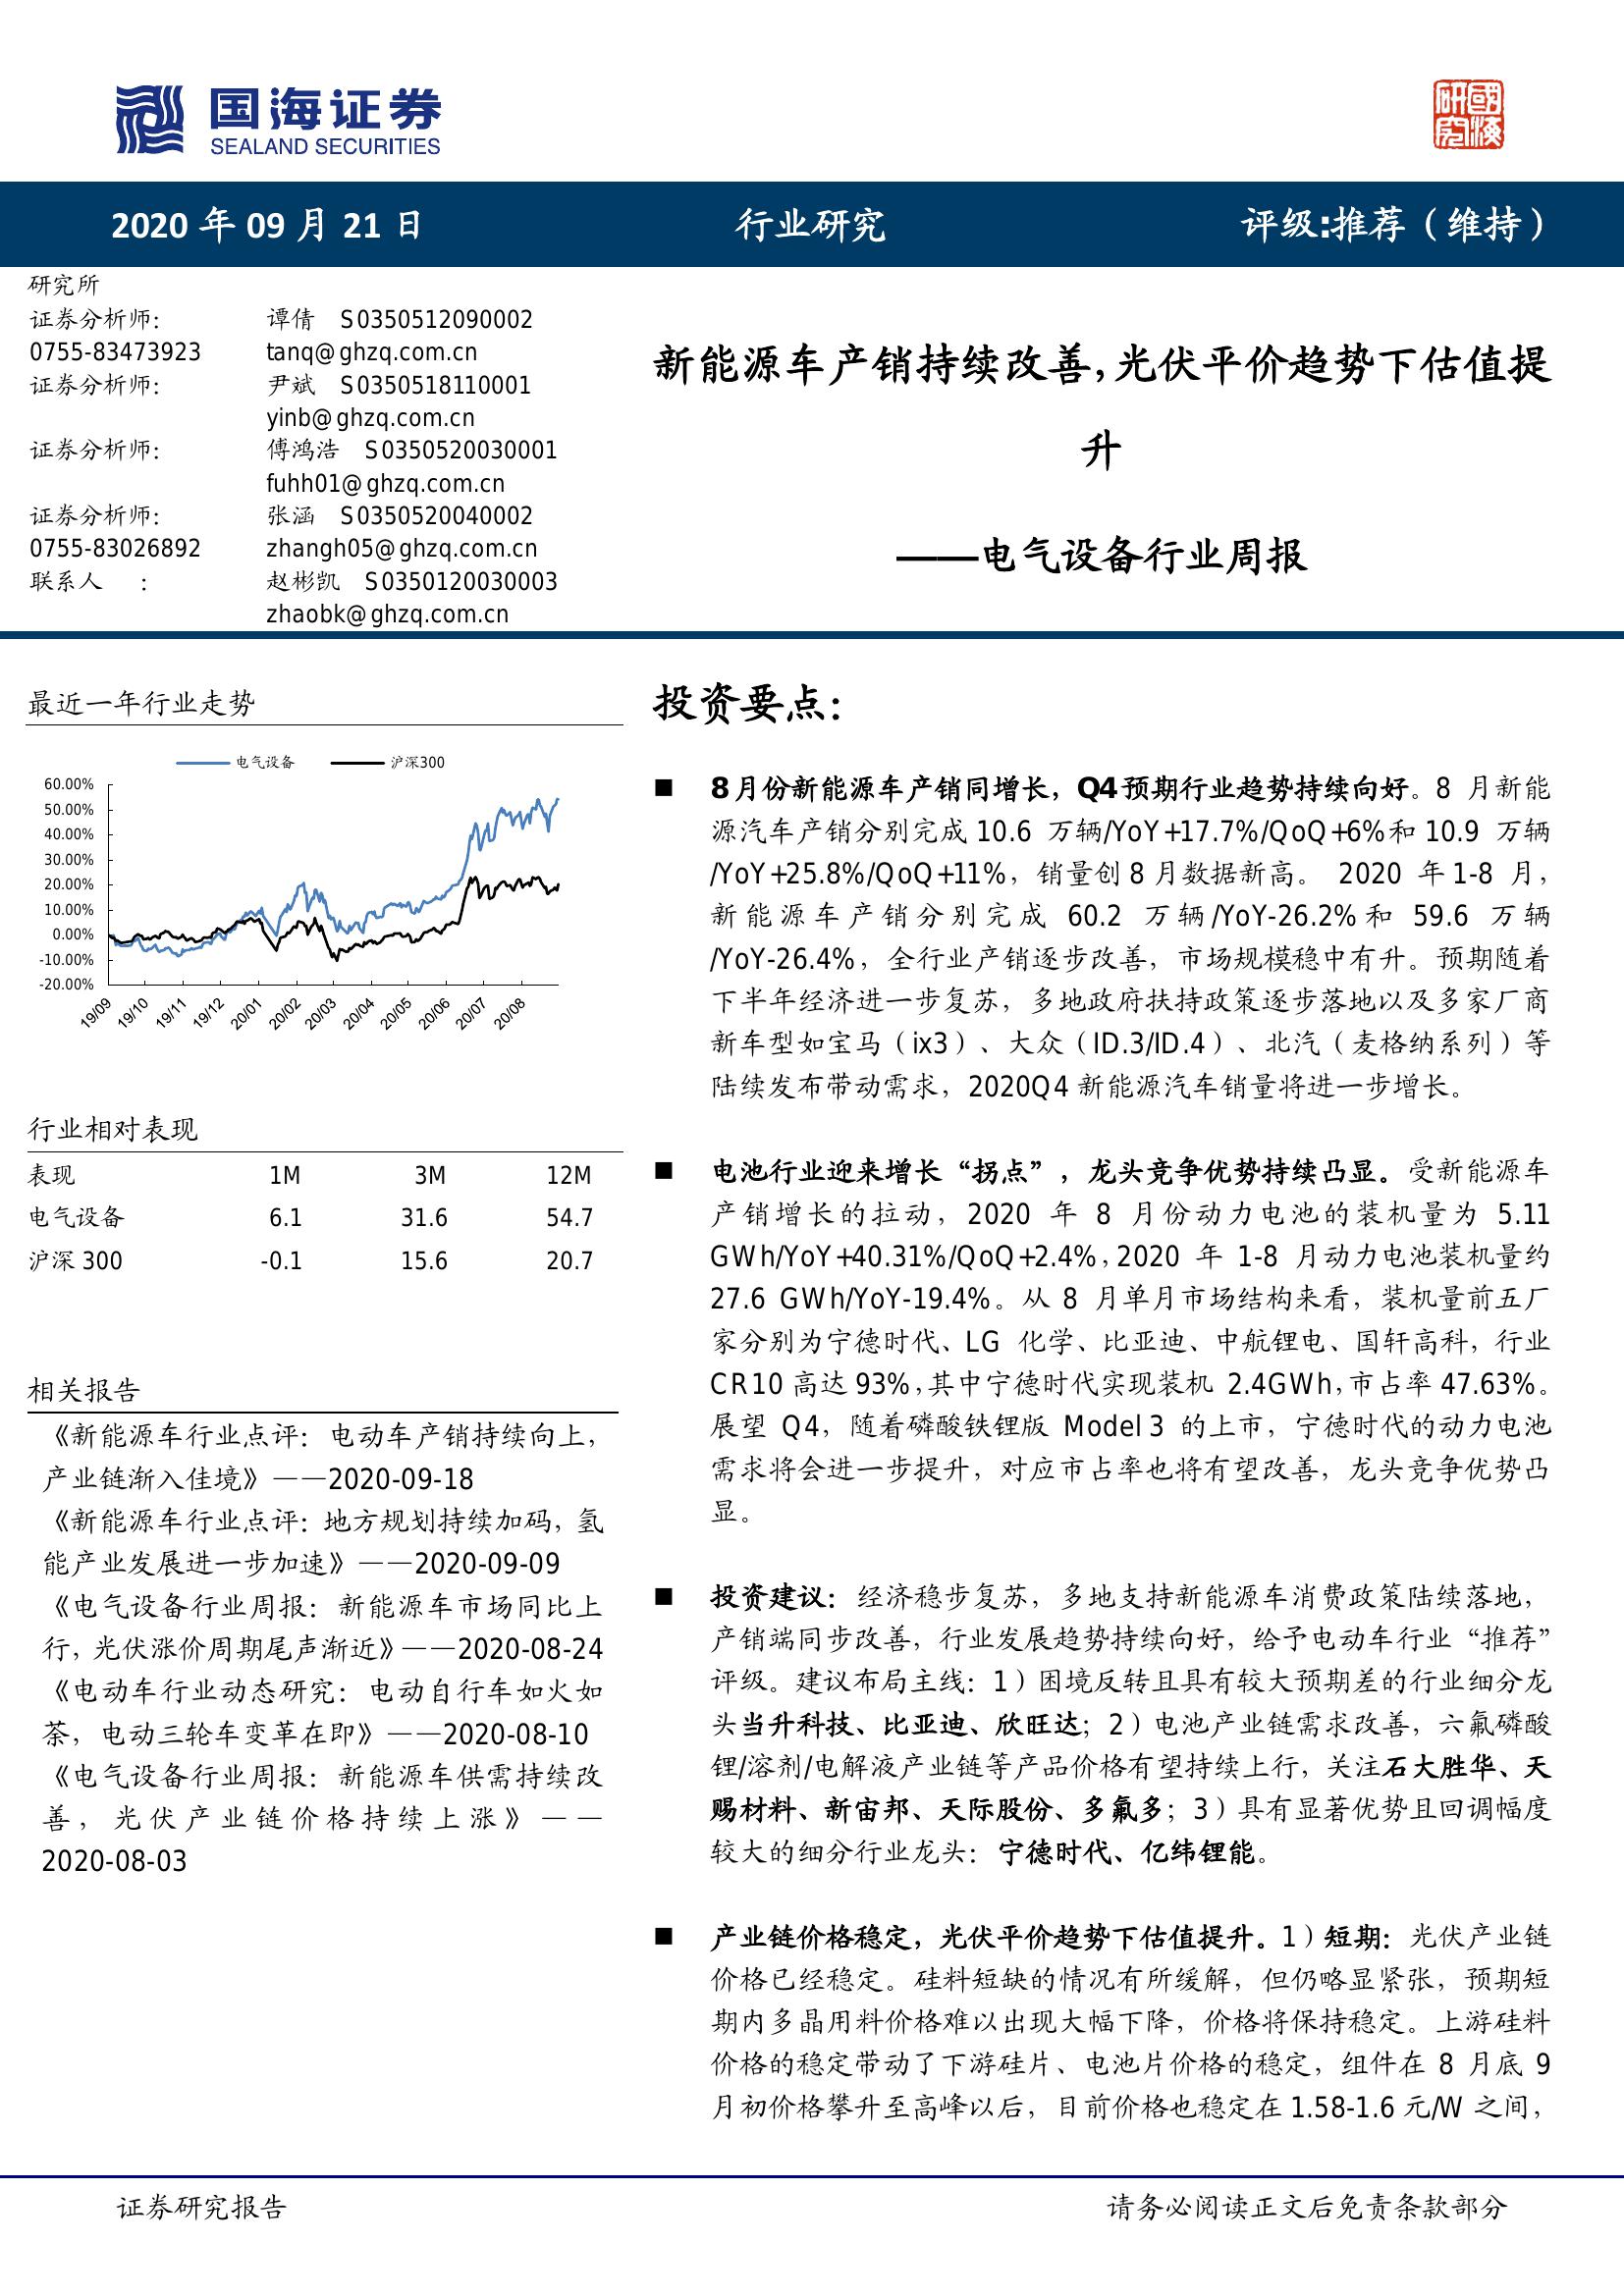 国海证券
SEALAND SECURITIES
國海研究
2020 年 09 月 21 日
行业研究
评级:推荐（维持）
研究所
证券分析师： 谭倩 S0350512090002
0755-83473923 tanq@ghzq.com.cn
证券分析师： 尹斌 S0350518110001
yinb@ghzq.com.cn
证券分析师： 傅鸿浩 S0350520030001
fuhh01@ghzq.com.cn
证券分析师： 张涵 S0350520040002
0755-83026892 zhangh05@ghzq.com.cn
联系人 ： 赵彬凯 S0350120030003
zhaobk@ghzq.com.cn
新能源车产销持续改善,光伏平价趋势下估值提
升
——电气设备行业周报
最近一年行业走势
电气设备 沪深300
60.00%
50.00%
40.00%
30.00%
20.00%
10.00%
0.00%
-10.00%
-20.00%
19/09 19/10 19/11 19/12 20/01 20/02 20/03 20/04 20/05 20/06 20/07 20/08
行业相对表现
表现 1M 3M 12M
电气设备 6.1 31.6 54.7
沪深 300 -0.1 15.6 20.7
相关报告
《新能源车行业点评：电动车产销持续向上，
产业链渐入佳境》——2020-09-18
《新能源车行业点评：地方规划持续加码，氢
能产业发展进一步加速》——2020-09-09
《电气设备行业周报：新能源车市场同比上
行，光伏涨价周期尾声渐近》——2020-08-24
《电动车行业动态研究：电动自行车如火如
荼，电动三轮车变革在即》——2020-08-10
《电气设备行业周报：新能源车供需持续改
善，光伏产业链价格持续上涨》——
2020-08-03
投资要点：
■ 8月份新能源车产销同增长，Q4预期行业趋势持续向好。8 月新能
源汽车产销分别完成 10.6 万辆/YoY+17.7%/QoQ+6%和 10.9 万辆
/YoY+25.8%/QoQ+11%，销量创 8 月数据新高。 2020 年 1-8 月，
新能源车产销分别完成 60.2 万辆/YoY-26.2%和 59.6 万辆
/YoY-26.4%，全行业产销逐步改善，市场规模稳中有升。预期随着
下半年经济进一步复苏，多地政府扶持政策逐步落地以及多家厂商
新车型如宝马（ix3）、大众（ID.3/ID.4）、北汽（麦格纳系列）等
陆续发布带动需求，2020Q4 新能源汽车销量将进一步增长。
■ 电池行业迎来增长“拐点”，龙头竞争优势持续凸显。受新能源车
产销增长的拉动，2020 年 8 月份动力电池的装机量为 5.11
GWh/YoY+40.31%/QoQ+2.4%，2020 年 1-8 月动力电池装机量约
27.6 GWh/YoY-19.4%。从 8 月单月市场结构来看，装机量前五厂
家分别为宁德时代、LG 化学、比亚迪、中航锂电、国轩高科，行业
CR10 高达 93%，其中宁德时代实现装机 2.4GWh，市占率 47.63%。
展望 Q4，随着磷酸铁锂版 Model 3 的上市，宁德时代的动力电池
需求将会进一步提升，对应市占率也将有望改善，龙头竞争优势凸
显。
■ 投资建议：经济稳步复苏，多地支持新能源车消费政策陆续落地，
产销端同步改善，行业发展趋势持续向好，给予电动车行业“推荐”
评级。建议布局主线：1）困境反转且具有较大预期差的行业细分龙
头当升科技、比亚迪、欣旺达；2）电池产业链需求改善，六氟磷酸
锂/溶剂/电解液产业链等产品价格有望持续上行，关注石大胜华、天
赐材料、新宙邦、天际股份、多氟多；3）具有显著优势且回调幅度
较大的细分行业龙头：宁德时代、亿纬锂能。
■ 产业链价格稳定，光伏平价趋势下估值提升。1）短期：光伏产业链
价格已经稳定。硅料短缺的情况有所缓解，但仍略显紧张，预期短
期内多晶用料价格难以出现大幅下降，价格将保持稳定。上游硅料
价格的稳定带动了下游硅片、电池片价格的稳定，组件在 8 月底 9
月初价格攀升至高峰以后，目前价格也稳定在 1.58-1.6 元/W 之间，
证券研究报告
请务必阅读正文后免责条款部分